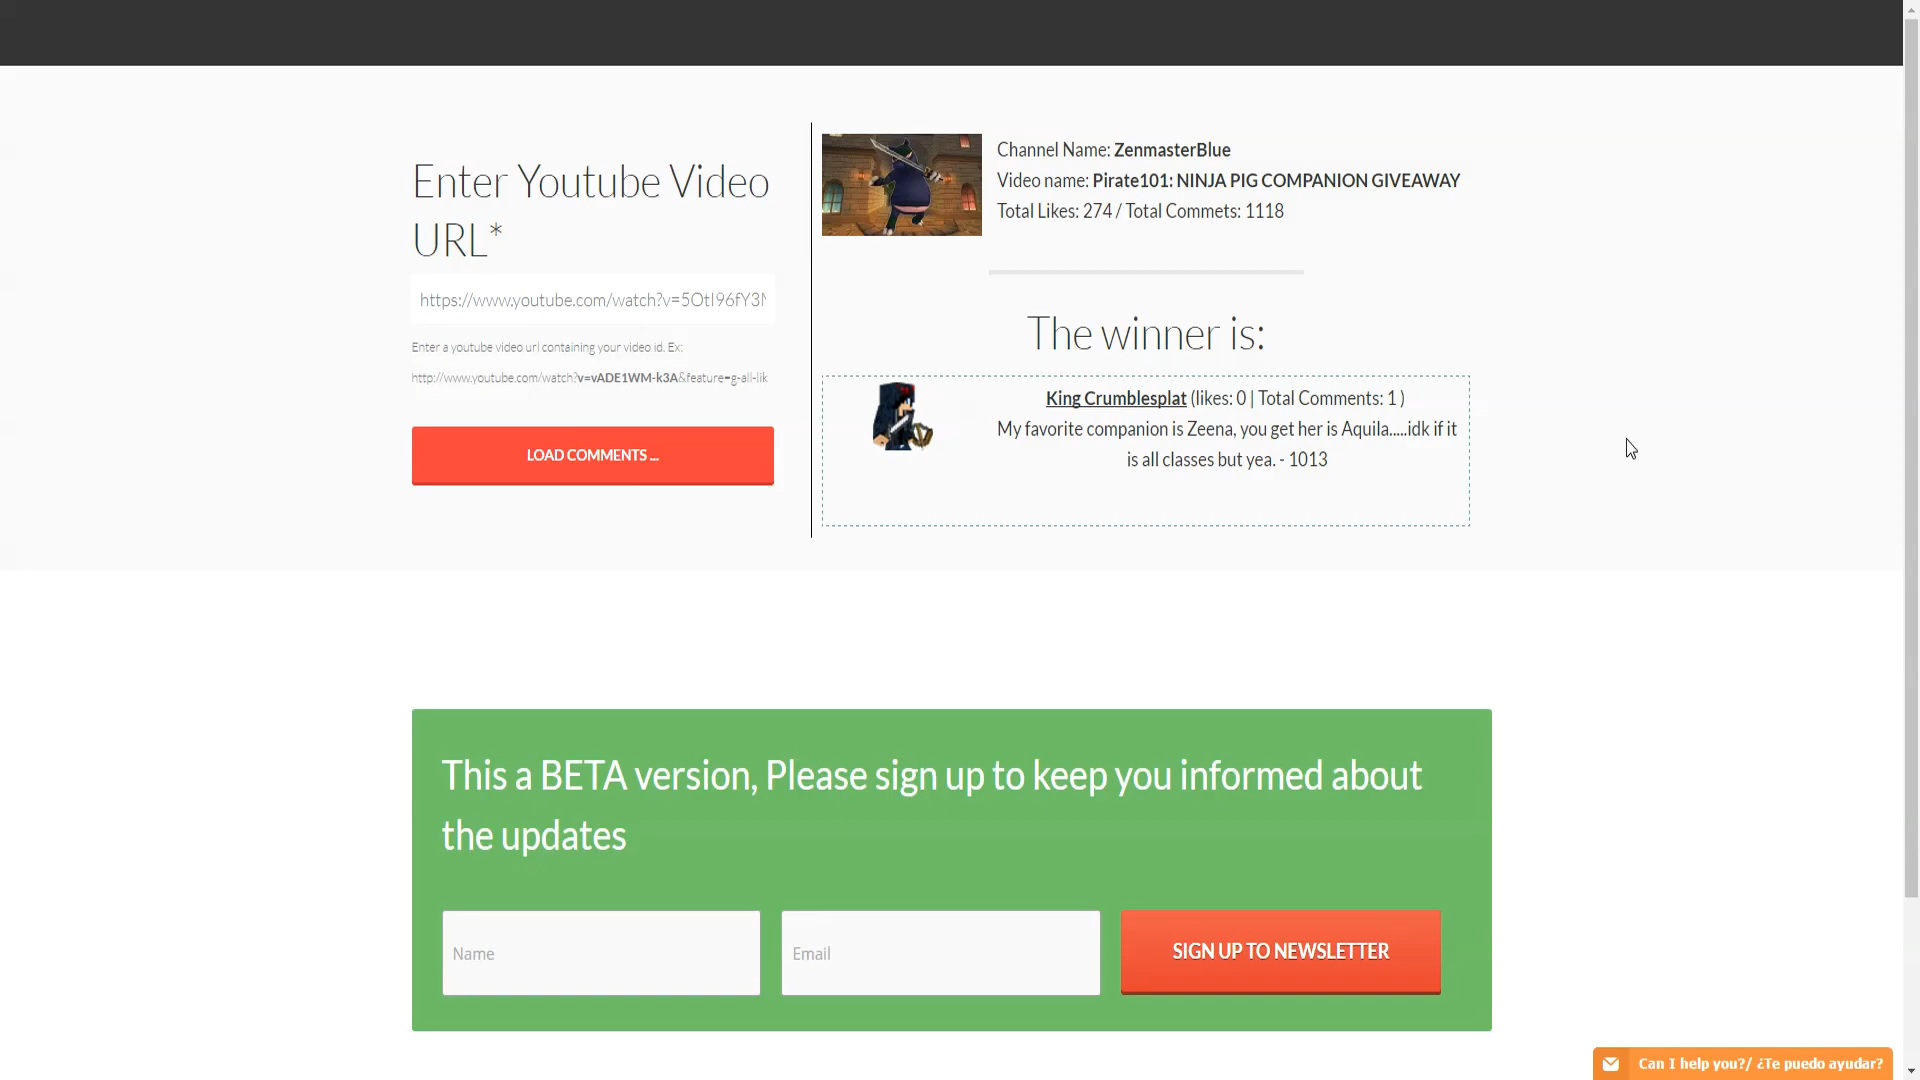 Enter Youtube Video
URL*
https://www.youtube.com/watch?v=5OtI96fY3
Enter a youtube video url containing your video id. Ex:
http://www.youtube.com/watch?v=vADE1WM-k3A&feature=g-all-lik
LOAD COMMENTS ...
Channel Name: ZenmasterBlue
Video name: Pirate101: NINJA PIG COMPANION GIVEAWAY
Total Likes: 274 / Total Commets: 1118
The winner is:
King Crumblesplat (likes: 0 | Total Comments: 1 )
My favorite companion is Zeena, you get her is Aquila.....idk if it
is all classes but yea. - 1013
This a BETA version, Please sign up to keep you informed about
the updates
Name
Email
SIGN UP TO NEWSLETTER
Can I help you?/ ¿Te puedo ayudar?